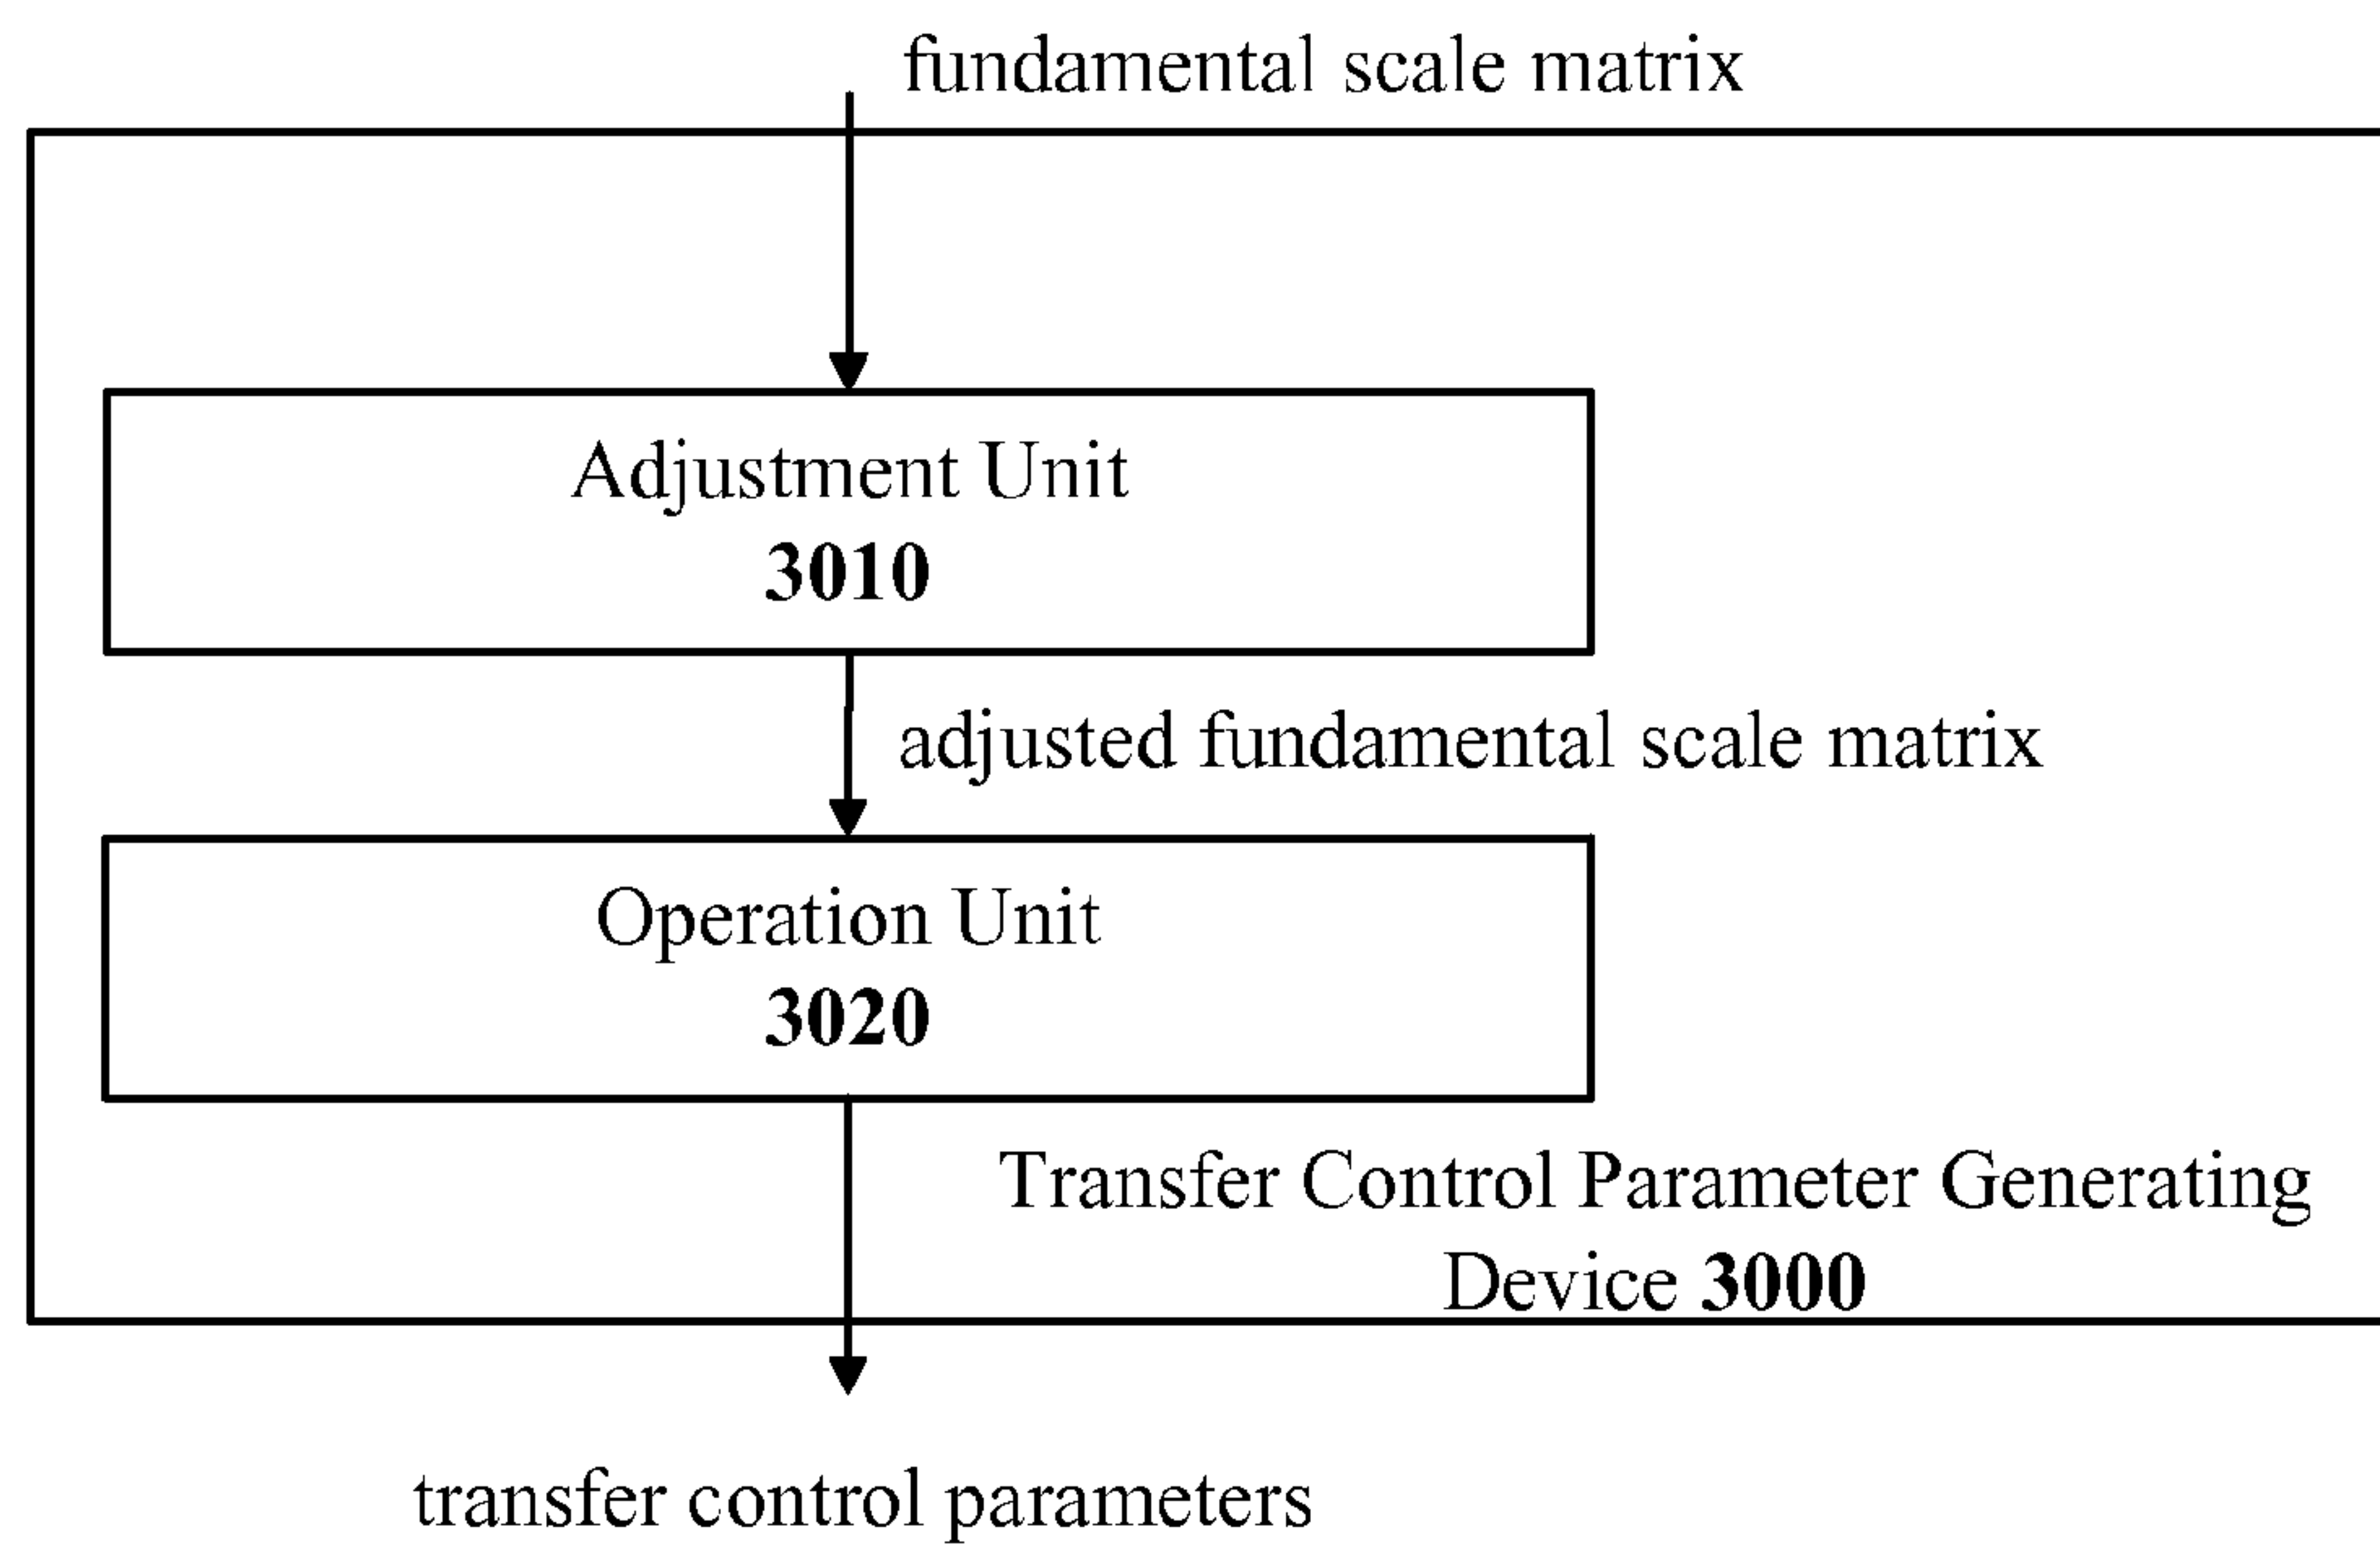 fundamental scale matrix
Adjustment Unit
3010
adjusted fundamental scale matrix
Operation Unit
3020
Transfer Control Parameter Generating
Device 3000
transfer control parameters